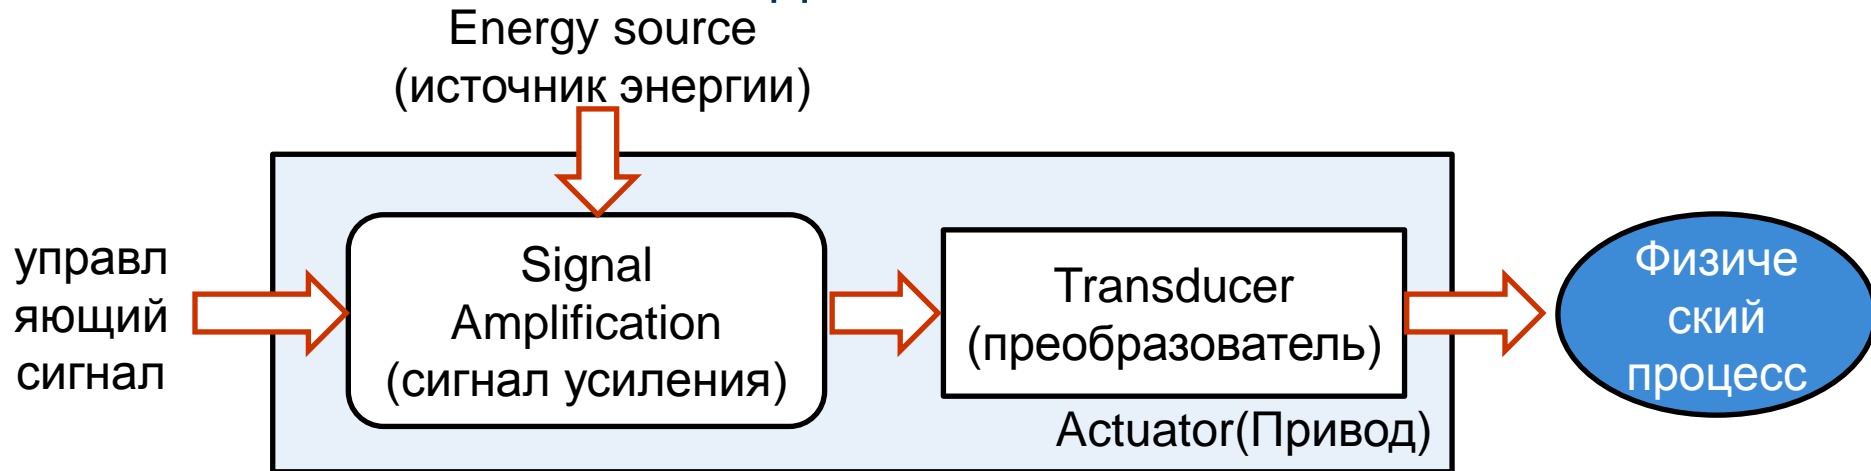 Energy source
(источник энергии)
управл
яющий
сигнал
Signal
Amplification
(сигнал усиления)
Transducer
(преобразователь)
Actuator(Привод)
Физиче
ский
процесс